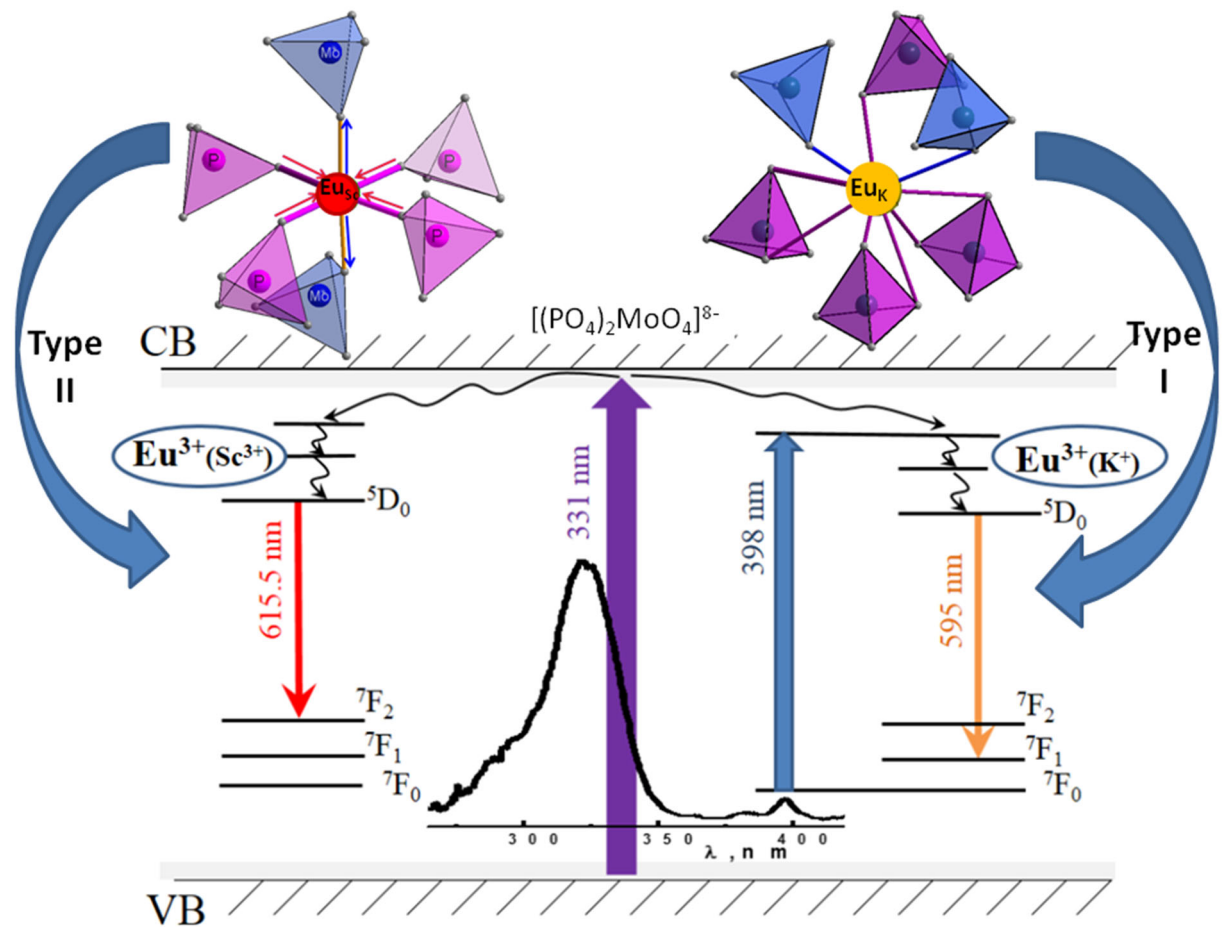 Mo
P
P
Eu_Sc
P
P
Mo
Eu_K
[(PO₄)₂MoO₄]⁸⁻
CB
Type
II
Type
I
Eu³⁺(Sc³⁺)
Eu³⁺(K⁺)
⁵D₀
⁵D₀
615.5 nm
331 nm
398 nm
595 nm
⁷F₂
⁷F₁
⁷F₀
⁷F₂
⁷F₁
⁷F₀
300 350 400
λ, nm
VB